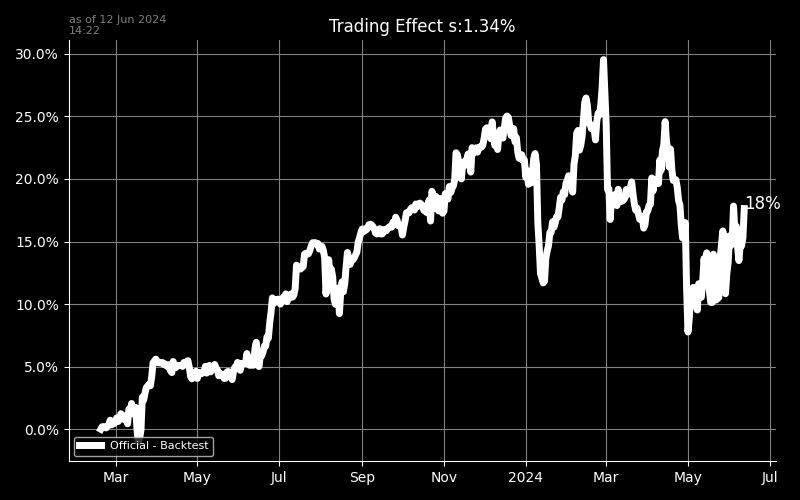 as of 12 Jun 2024
14:22
Trading Effect s:1.34%
30.0%
25.0%
20.0%
15.0%
10.0%
5.0%
0.0%
18%
Official - Backtest
Mar May Jul Sep Nov 2024 Mar May Jul